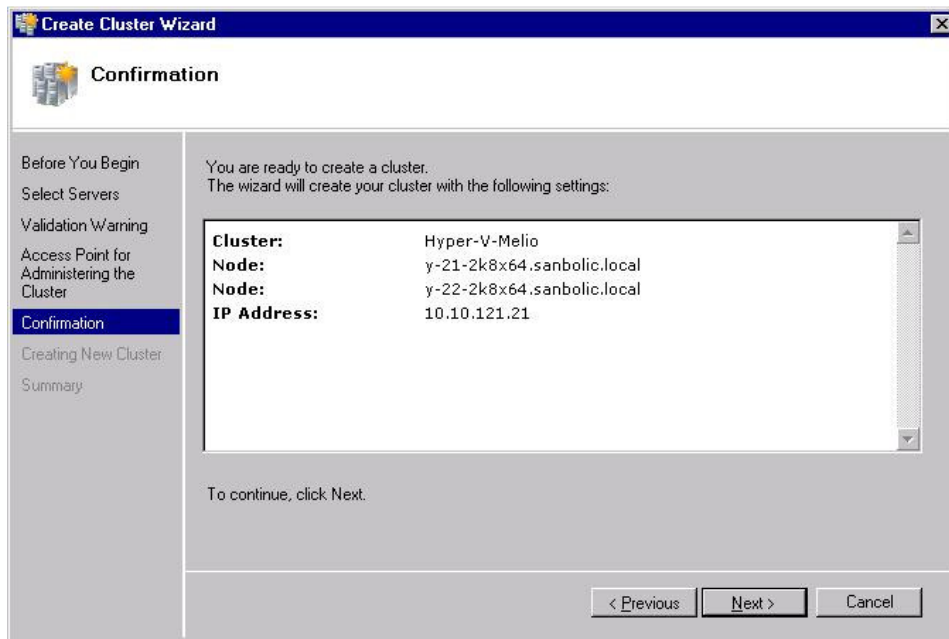 Create Cluster Wizard
Confirmation
Before You Begin
Select Servers
Validation Warning
Access Point for
Administering the
Cluster
Confirmation
Creating New Cluster
Summary
You are ready to create a cluster.
The wizard will create your cluster with the following settings:
Cluster: Hyper-V-Melio
Node: y-21-2k8x64.sanbolic.local
Node: y-22-2k8x64.sanbolic.local
IP Address: 10.10.121.21
To continue, click Next.
< Previous Next > Cancel